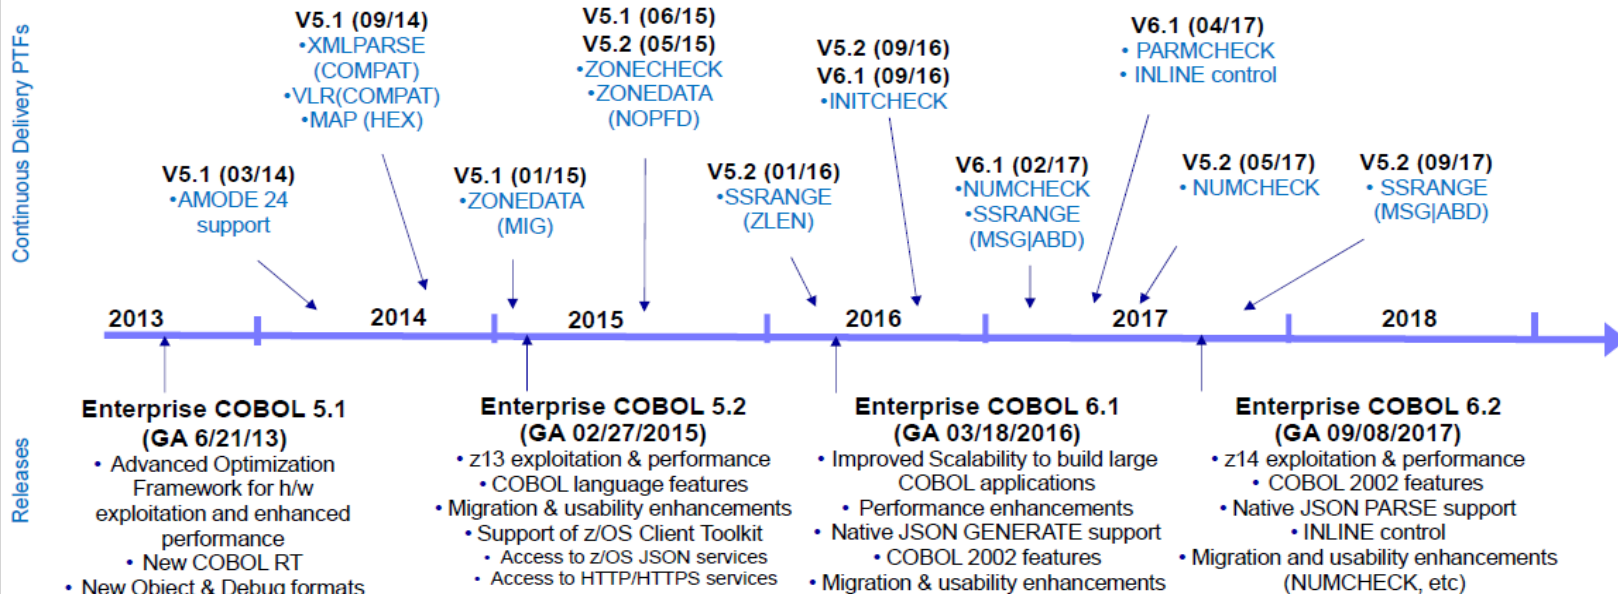 Continuous Delivery PTFs
V5.1 (03/14)
•AMODE 24
support
V5.1 (09/14)
•XMLPARSE
(COMPAT)
•VLR(COMPAT)
•MAP (HEX)
V5.1 (01/15)
•ZONEDATA
(MIG)
V5.1 (06/15)
V5.2 (05/15)
•ZONECHECK
•ZONEDATA
(NOPFD)
V5.2 (01/16)
•SSRANGE
(ZLEN)
V5.2 (09/16)
V6.1 (09/16)
•INITCHECK
V6.1 (02/17)
•NUMCHECK
•SSRANGE
(MSG|ABD)
V6.1 (04/17)
• PARMCHECK
• INLINE control
V5.2 (05/17)
• NUMCHECK
V5.2 (09/17)
• SSRANGE
(MSG|ABD)
2013
2014
2015
2016
2017
2018
Releases
Enterprise COBOL 5.1
(GA 6/21/13)
• Advanced Optimization
Framework for h/w
exploitation and enhanced
performance
• New COBOL RT
• New Object & Debug formats
Enterprise COBOL 5.2
(GA 02/27/2015)
• z13 exploitation & performance
• COBOL language features
• Migration & usability enhancements
• Support of z/OS Client Toolkit
• Access to z/OS JSON services
• Access to HTTP/HTTPS services
Enterprise COBOL 6.1
(GA 03/18/2016)
• Improved Scalability to build large
COBOL applications
• Performance enhancements
• Native JSON GENERATE support
• COBOL 2002 features
• Migration & usability enhancements
Enterprise COBOL 6.2
(GA 09/08/2017)
• z14 exploitation & performance
• COBOL 2002 features
• Native JSON PARSE support
• INLINE control
• Migration and usability enhancements
(NUMCHECK, etc)